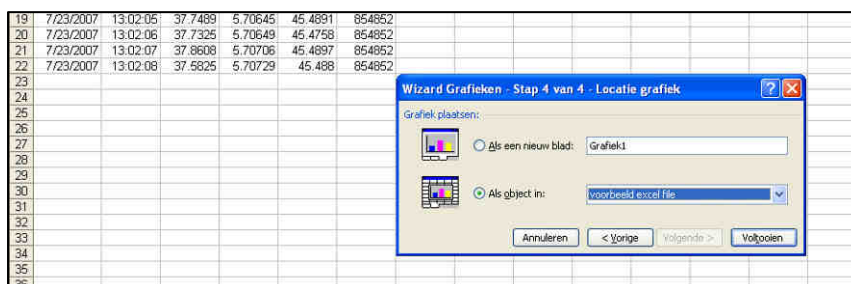 19 7/23/2007 13:02:05 37.7489 5.70645 45.4891 854852
20 7/23/2007 13:02:06 37.7325 5.70649 45.4758 854852
21 7/23/2007 13:02:07 37.8608 5.70706 45.4897 854852
22 7/23/2007 13:02:08 37.5825 5.70729 45.488 854852
23
24
25
26
27
28
29
30
31
32
33
34
35
36
Wizard Grafieken - Stap 4 van 4 - Locatie grafiek
Grafiek plaatsen:
Als een nieuw blad: Grafiek1
Als object in: voorbeeld excel file
Annuleren < Vorige Volgende > Voltooien